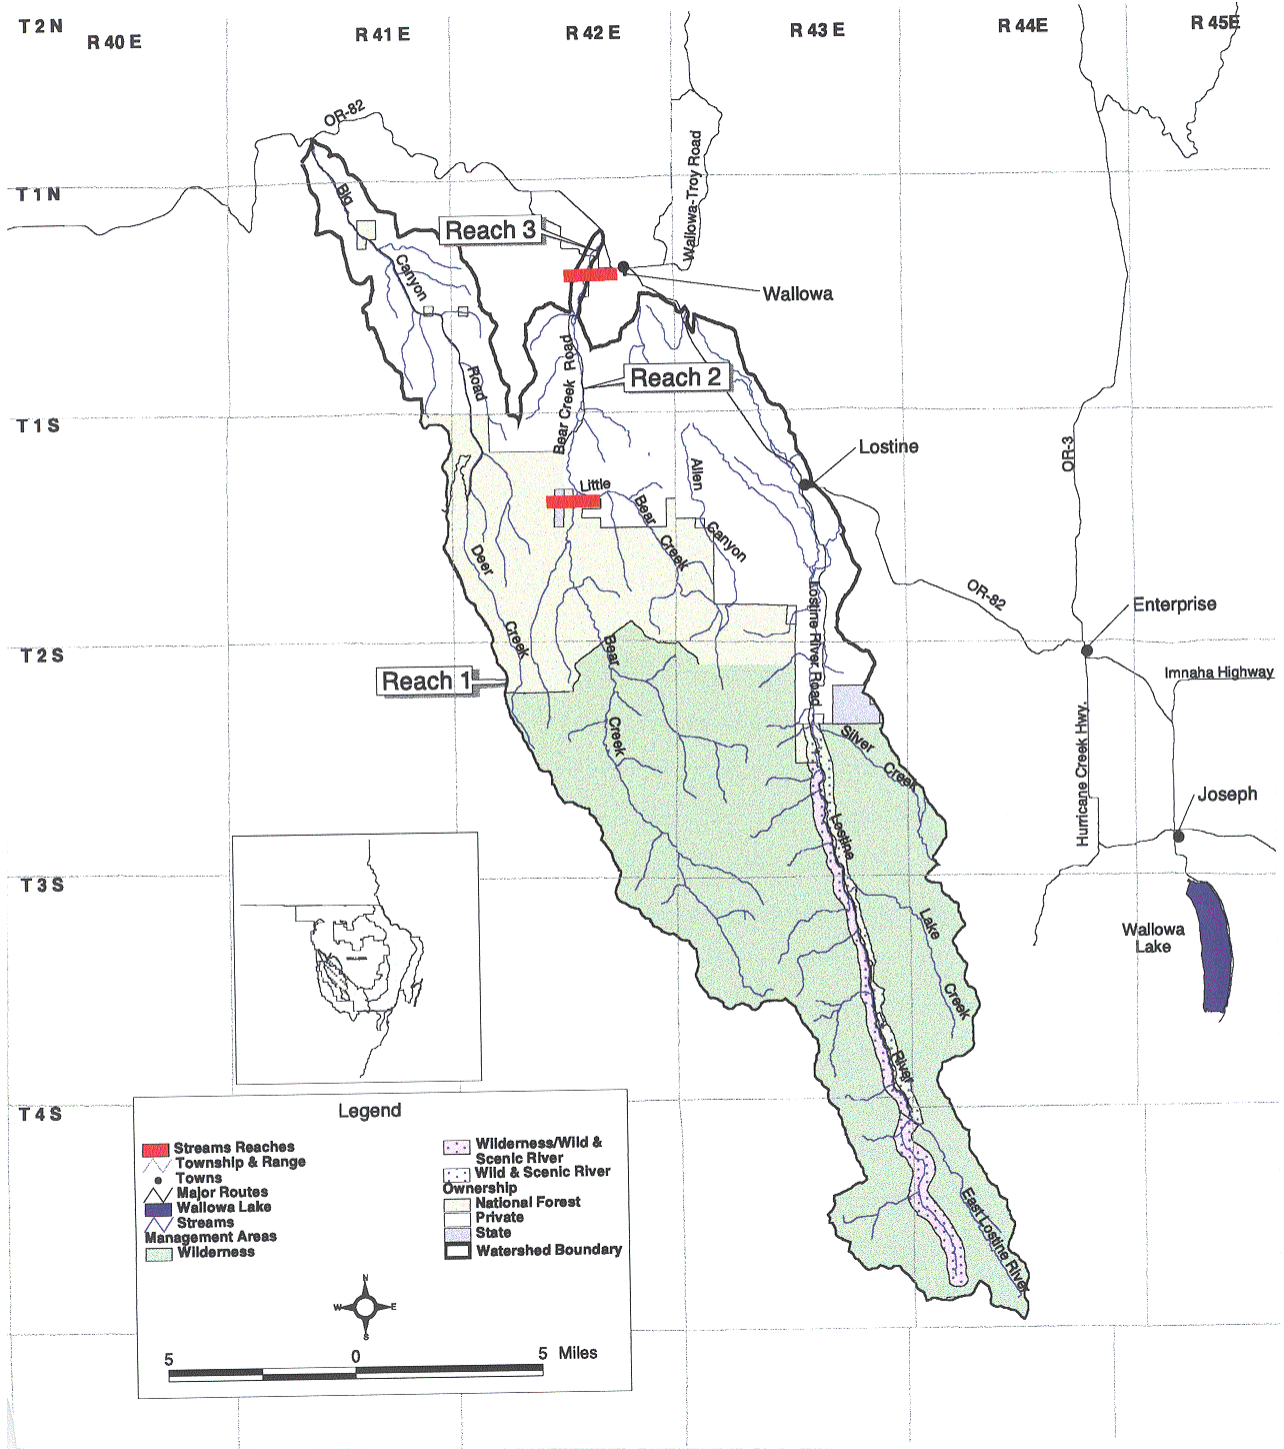 T 2 N
R 40 E
R 41 E
R 42 E
R 43 E
R 44E
R 45E
OR-82
T 1 N
Big
Canyon
Road
Reach 3
Wallowa-Troy Road
Wallowa
Bear Creek Road
Reach 2
T 1 S
Lostine
OR-3
Little
Bear
Creek
Allen
Canyon
Deer
Creek
Lostine River Road
OR-82
Enterprise
T 2 S
Bear
Creek
Reach 1
Imnaha Highway
Hurricane Creek Hwy.
Silver
Creek
Joseph
Lostine
River
T 3 S
Lake
Creek
Wallowa
Lake
WALLOWA
T 4 S
East Lostine River
Legend
Streams Reaches
Township & Range
Towns
Major Routes
Wallowa Lake
Streams
Management Areas
Wilderness
Wilderness/Wild &
Scenic River
Wild & Scenic River
Ownership
National Forest
Private
State
Watershed Boundary
N
W
E
S
5
0
5 Miles